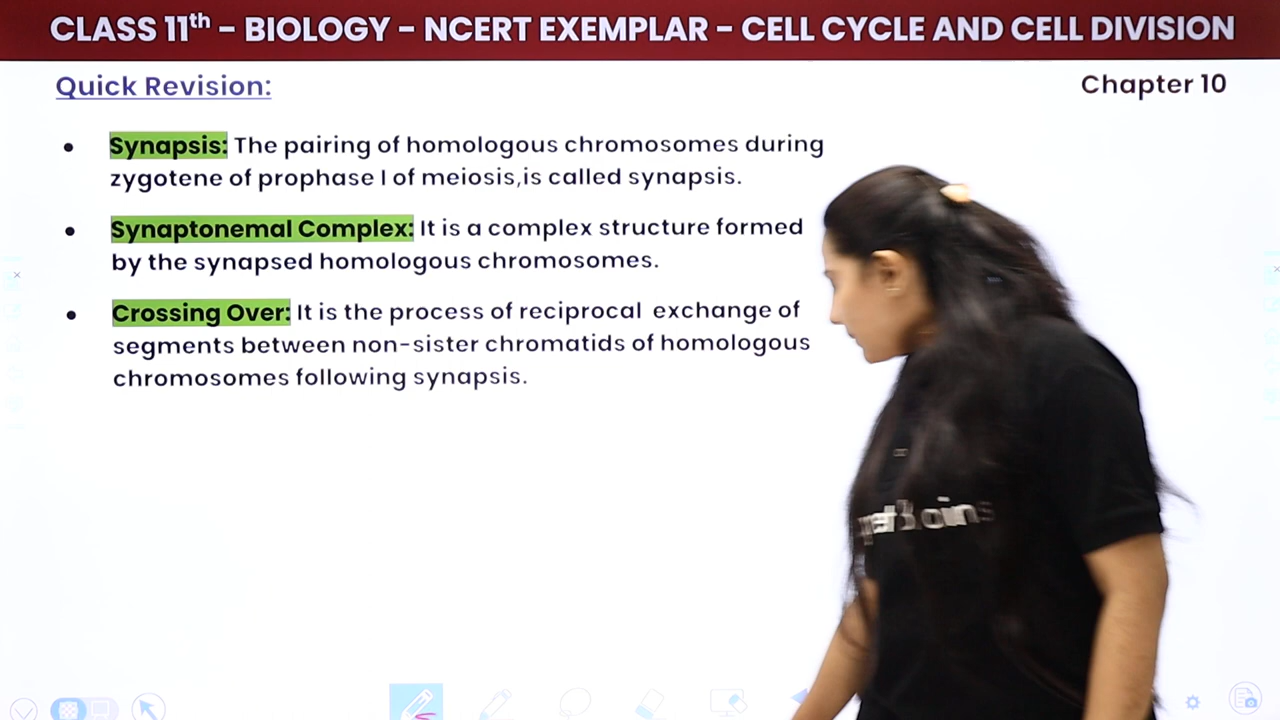 CLASS 11th - BIOLOGY - NCERT EXEMPLAR - CELL CYCLE AND CELL DIVISION
Quick Revision:
Chapter 10
• Synapsis: The pairing of homologous chromosomes during
zygotene of prophase I of meiosis,is called synapsis.
• Synaptonemal Complex: It is a complex structure formed
by the synapsed homologous chromosomes.
• Crossing Over: It is the process of reciprocal exchange of
segments between non-sister chromatids of homologous
chromosomes following synapsis.